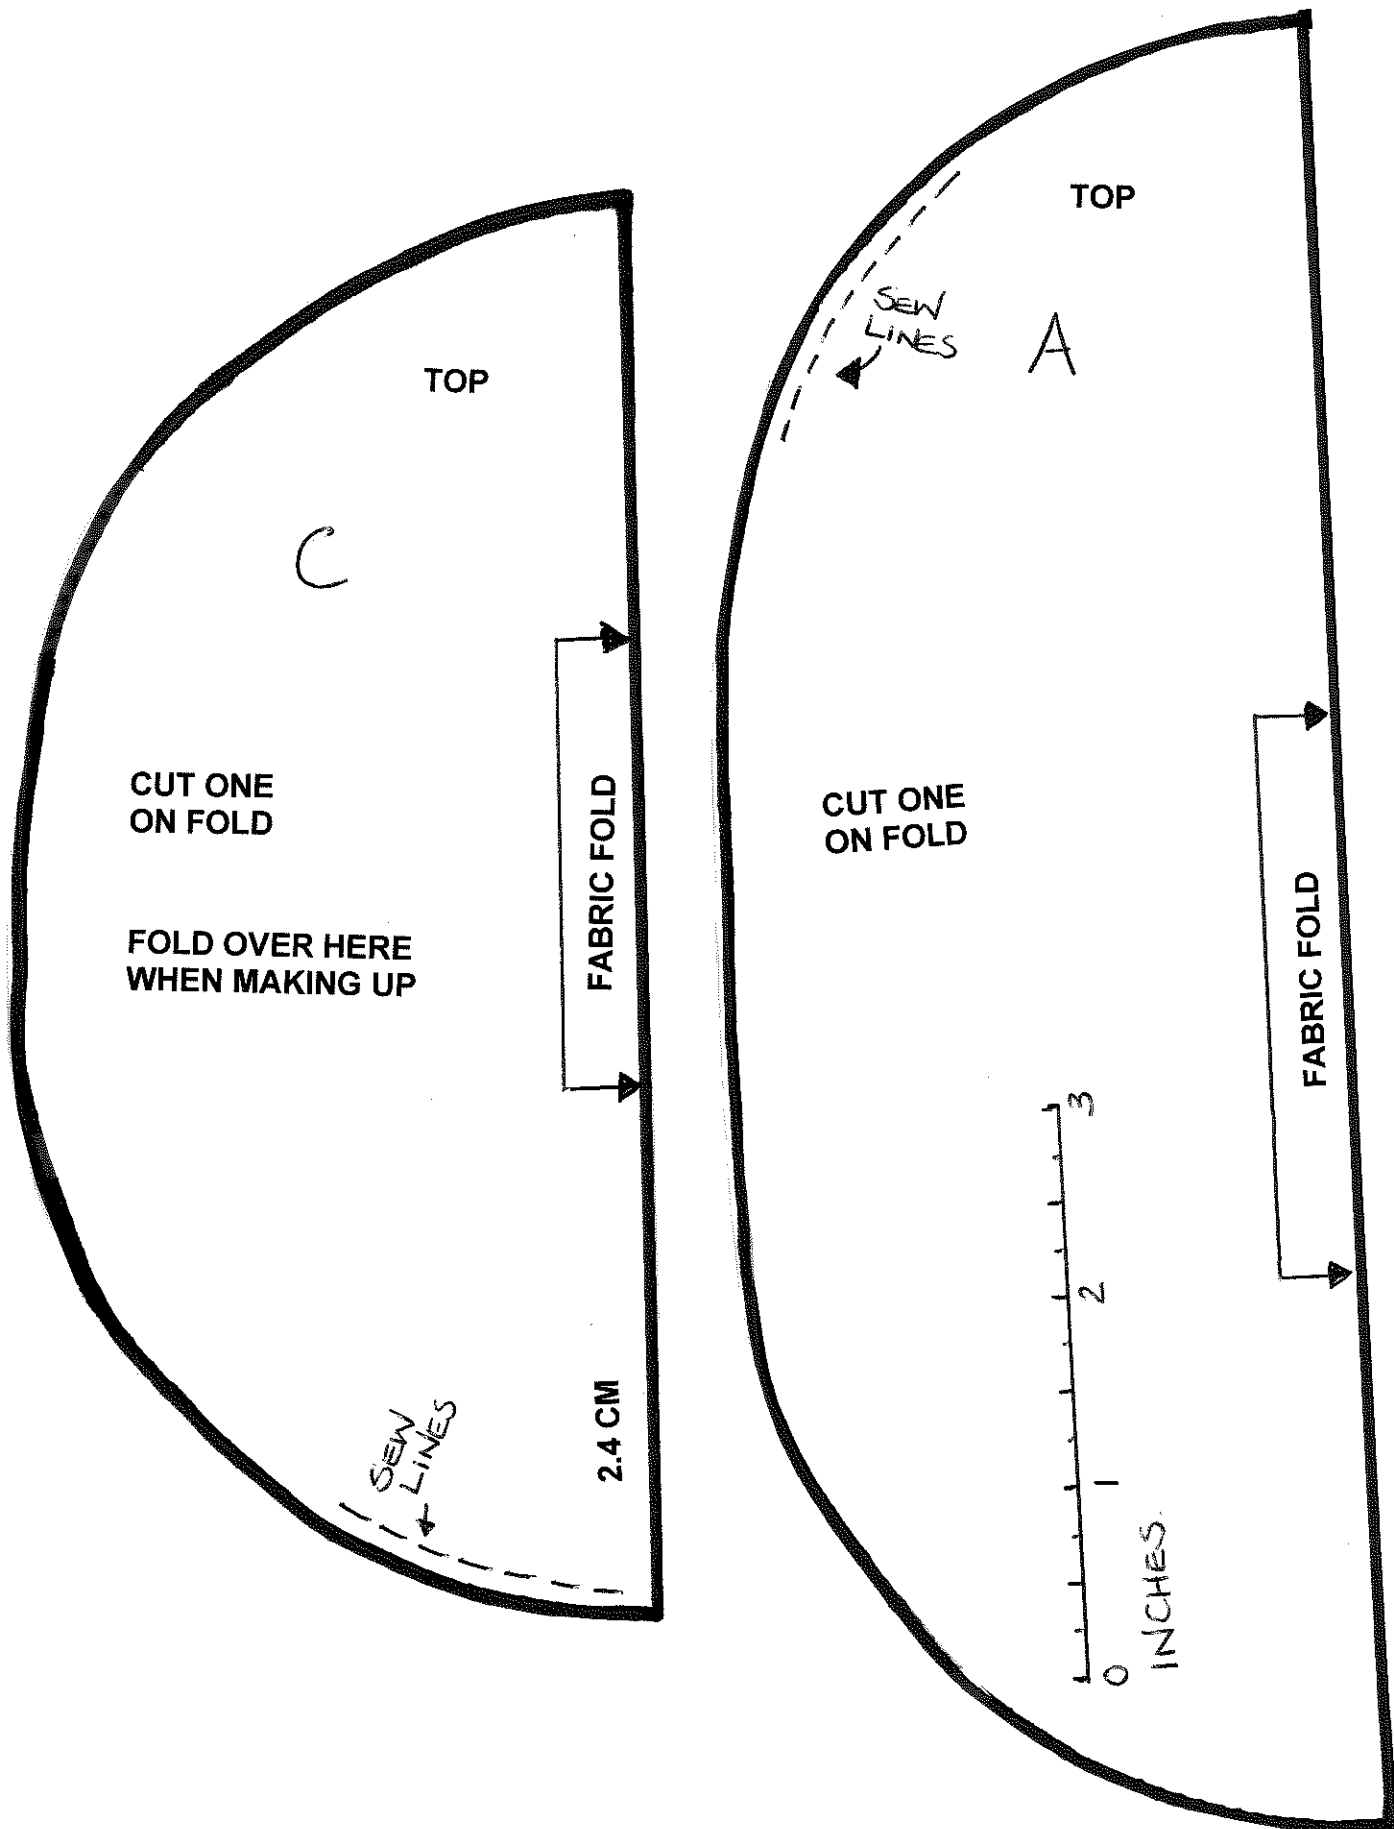 TOP
C
CUT ONE
ON FOLD
FOLD OVER HERE
WHEN MAKING UP
FABRIC FOLD
2.4 CM
SEW
LINES
TOP
SEW
LINES
A
CUT ONE
ON FOLD
FABRIC FOLD
3
2
1
0
INCHES.